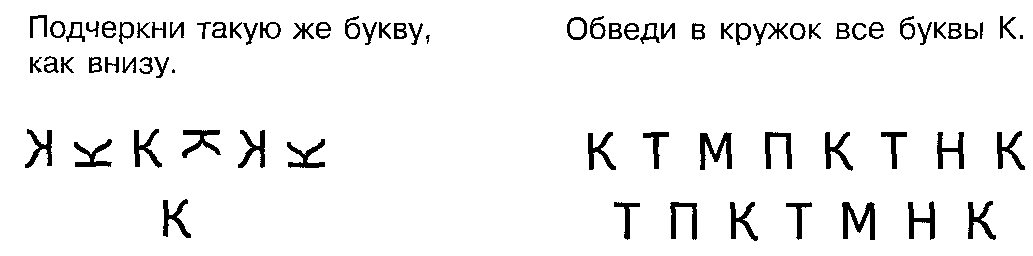 Подчеркни такую же букву,
как внизу.
К К К К К К
К
Обведи в кружок все буквы К.
К Т М П К Т Н К
Т П К Т М Н К